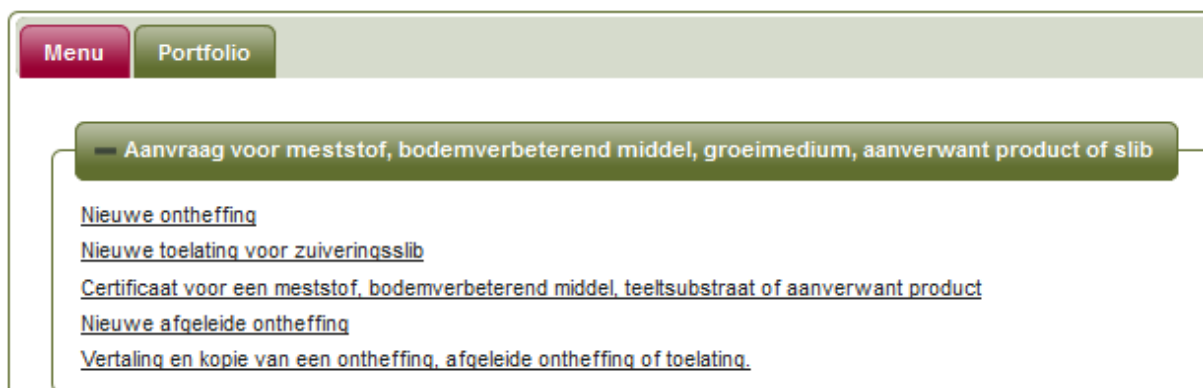 Menu Portfolio
Aanvraag voor meststof, bodemverbeterend middel, groeimedium, aanverwant product of slib
Nieuwe ontheffing
Nieuwe toelating voor zuiveringsslib
Certificaat voor een meststof, bodemverbeterend middel, teeltsubstraat of aanverwant product
Nieuwe afgeleide ontheffing
Vertaling en kopie van een ontheffing, afgeleide ontheffing of toelating.